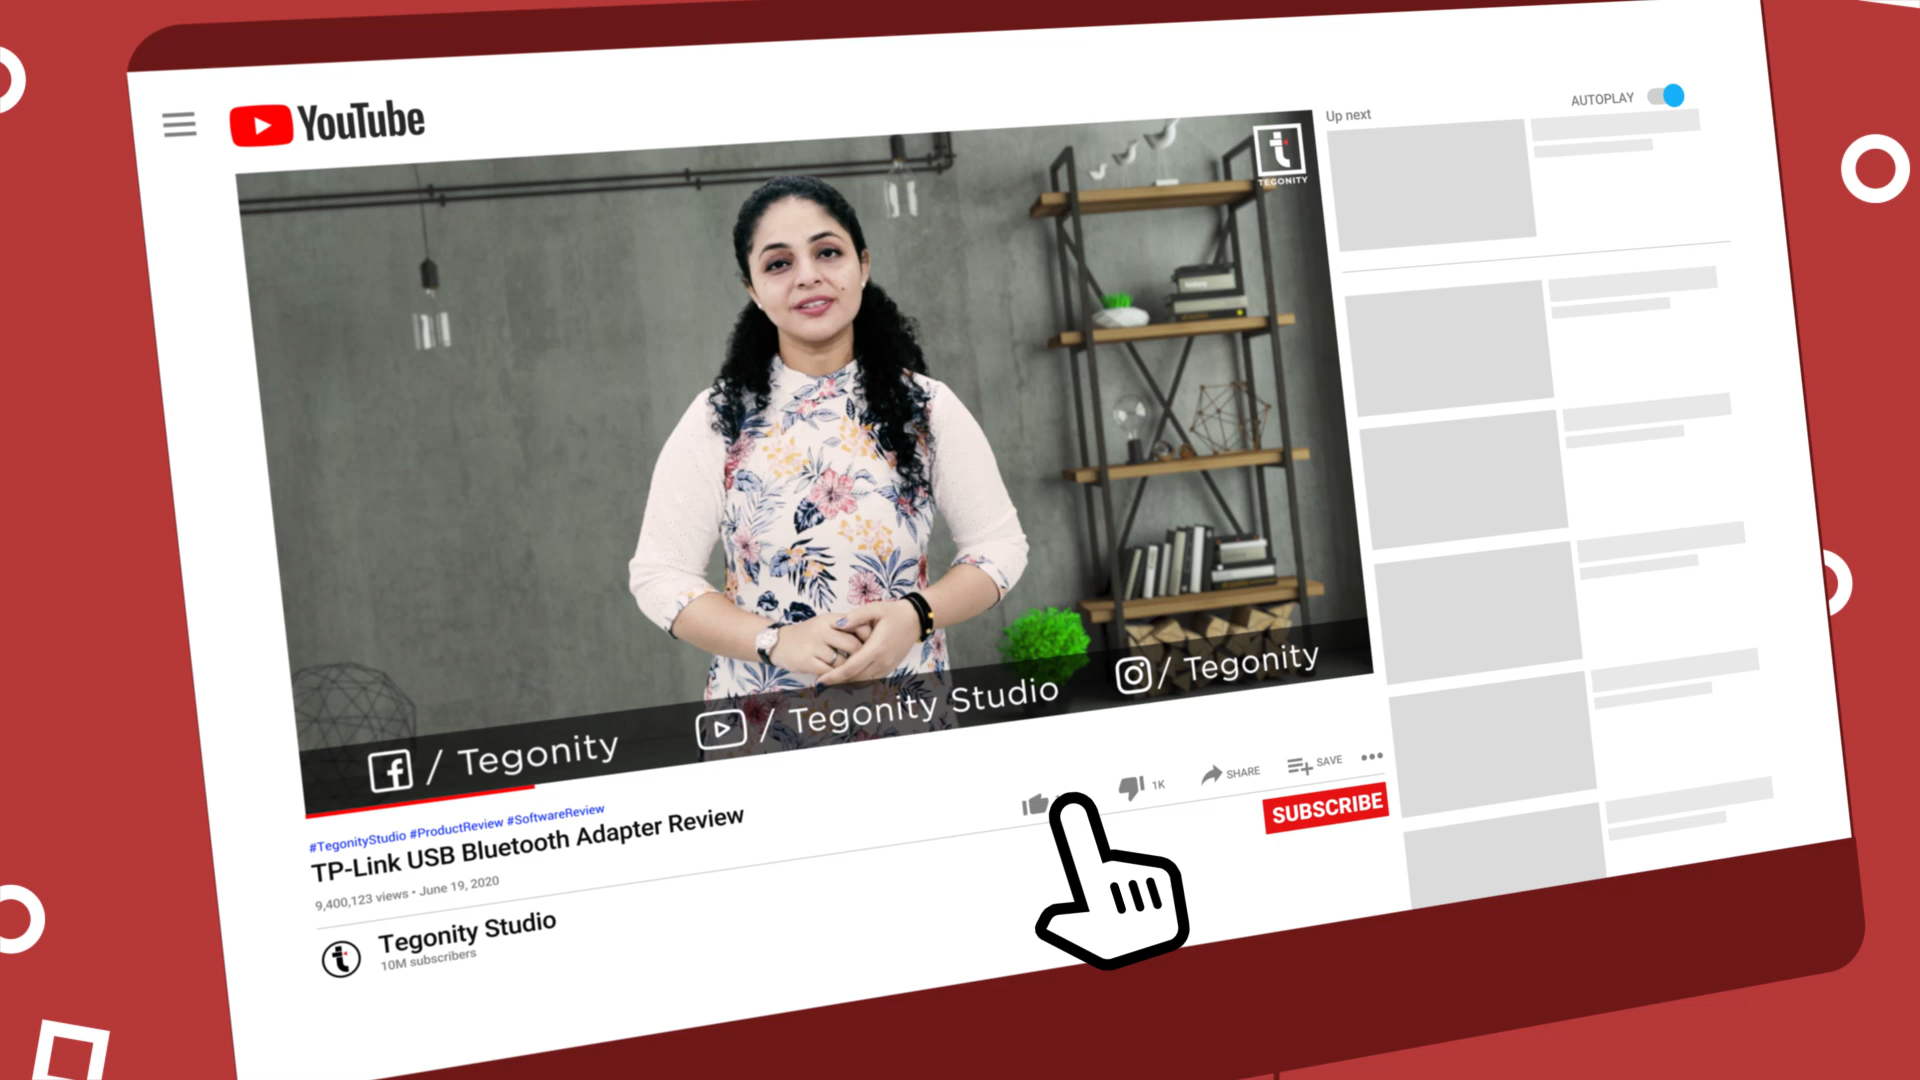 YouTube
TEGONITY
Up next
AUTOPLAY
/ Tegonity
/ Tegonity Studio
/ Tegonity
#TegonityStudio #ProductReview #SoftwareReview
TP-Link USB Bluetooth Adapter Review
9,400,123 views • June 19, 2020
1K
SHARE
SAVE
SUBSCRIBE
Tegonity Studio
10M subscribers